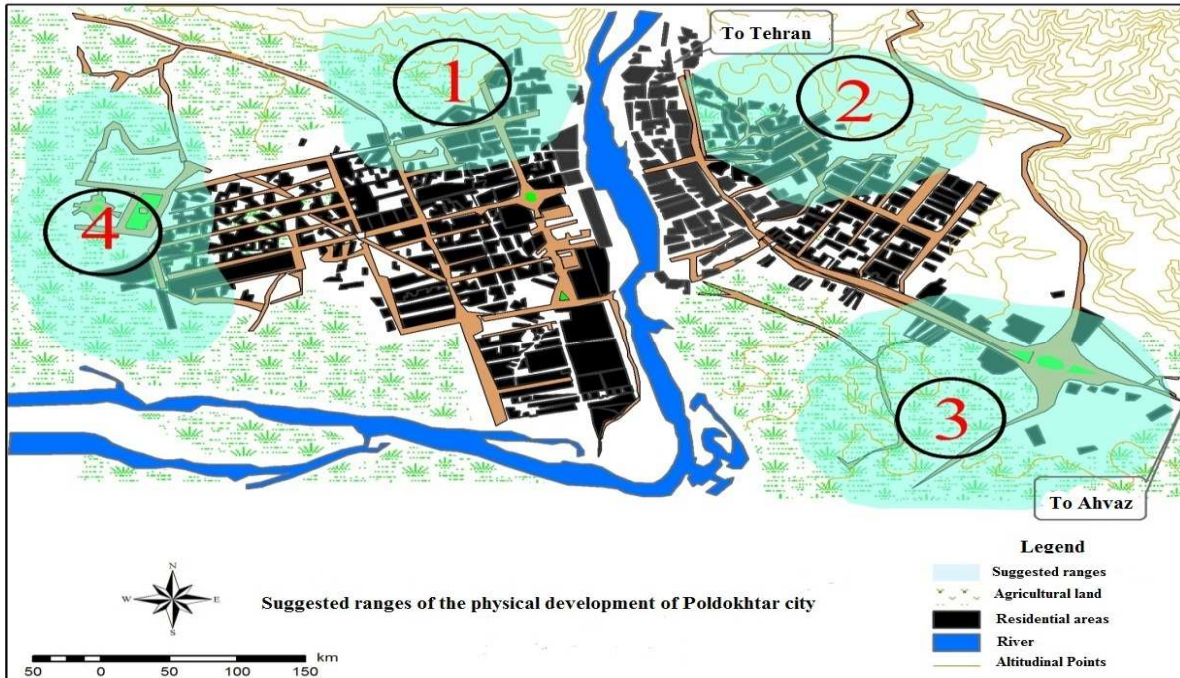 To Tehran
1
2
4
3
To Ahvaz
Legend
Suggested ranges
Agricultural land
Residential areas
River
Altitudinal Points
N
W E
S
Suggested ranges of the physical development of Poldokhtar city
km
50 0 50 100 150